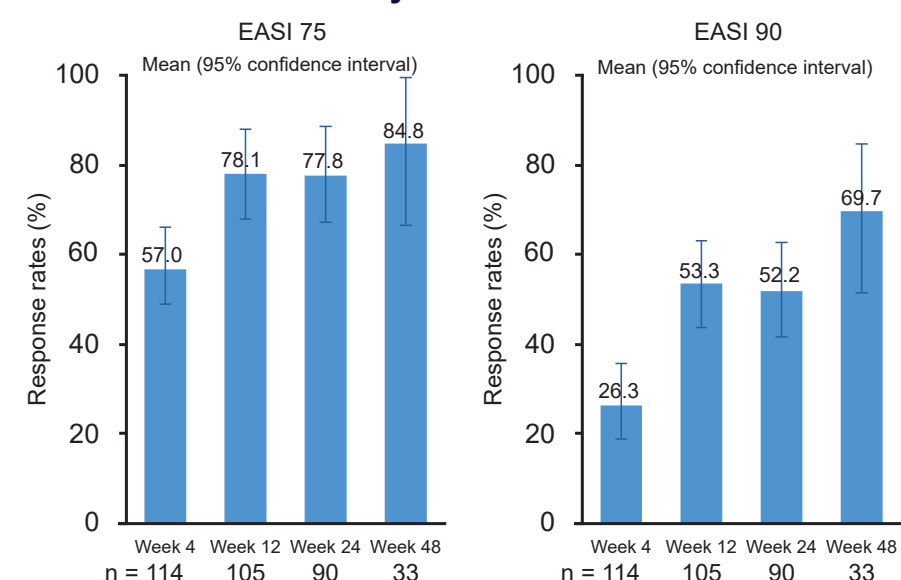 EASI 75
Mean (95% confidence interval)
Response rates (%)
100
80
60
40
20
0
57.0
78.1
77.8
84.8
Week 4 Week 12 Week 24 Week 48
n = 114 105 90 33
EASI 90
Mean (95% confidence interval)
Response rates (%)
100
80
60
40
20
0
26.3
53.3
52.2
69.7
Week 4 Week 12 Week 24 Week 48
n = 114 105 90 33